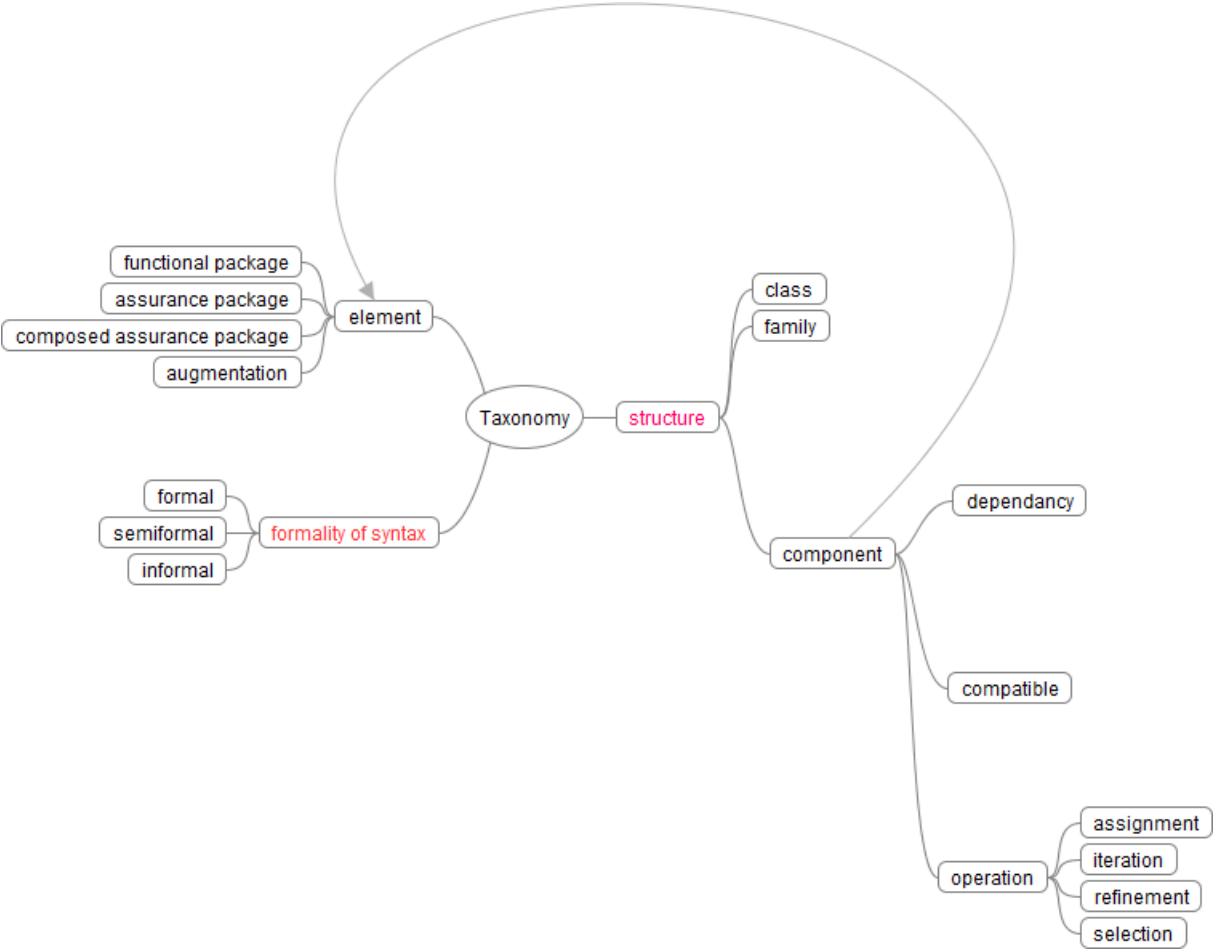 functional package
assurance package
composed assurance package
augmentation
element
formal
semiformal
informal
formality of syntax
Taxonomy
structure
class
family
component
dependancy
compatible
operation
assignment
iteration
refinement
selection